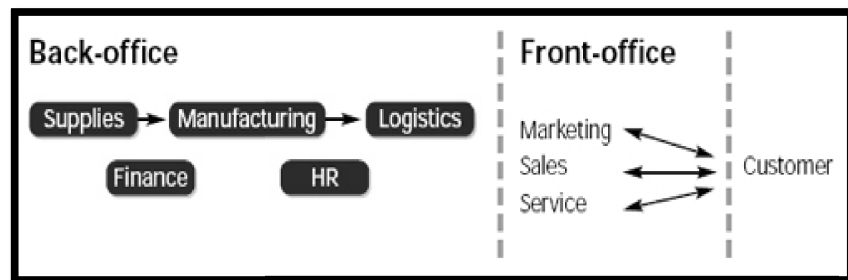 Back-office
Supplies
Manufacturing
Logistics
Finance
HR
Front-office
Marketing
Sales
Service
Customer